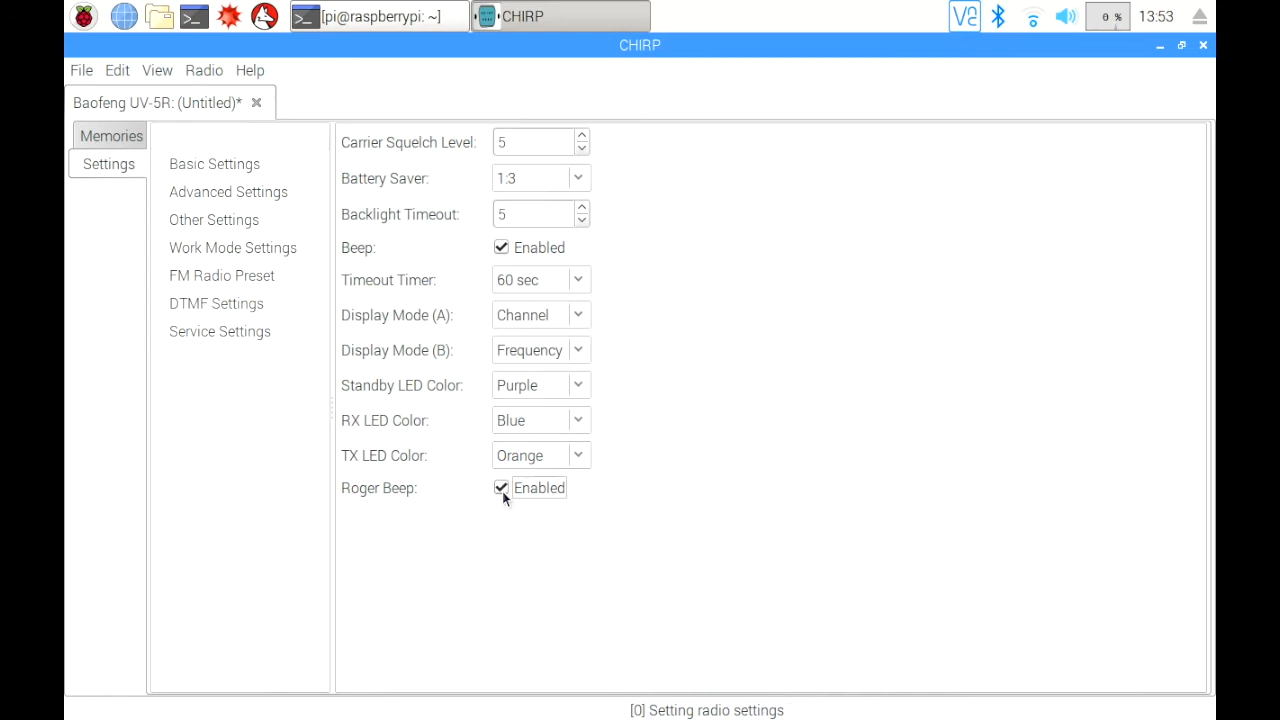 [pi@raspberrypi: ~] CHIRP V2 0 % 13:53
CHIRP
File Edit View Radio Help
Baofeng UV-5R: (Untitled)*
Memories
Settings
Basic Settings
Advanced Settings
Other Settings
Work Mode Settings
FM Radio Preset
DTMF Settings
Service Settings
Carrier Squelch Level: 5
Battery Saver: 1:3
Backlight Timeout: 5
Beep: Enabled
Timeout Timer: 60 sec
Display Mode (A): Channel
Display Mode (B): Frequency
Standby LED Color: Purple
RX LED Color: Blue
TX LED Color: Orange
Roger Beep: Enabled
[0] Setting radio settings